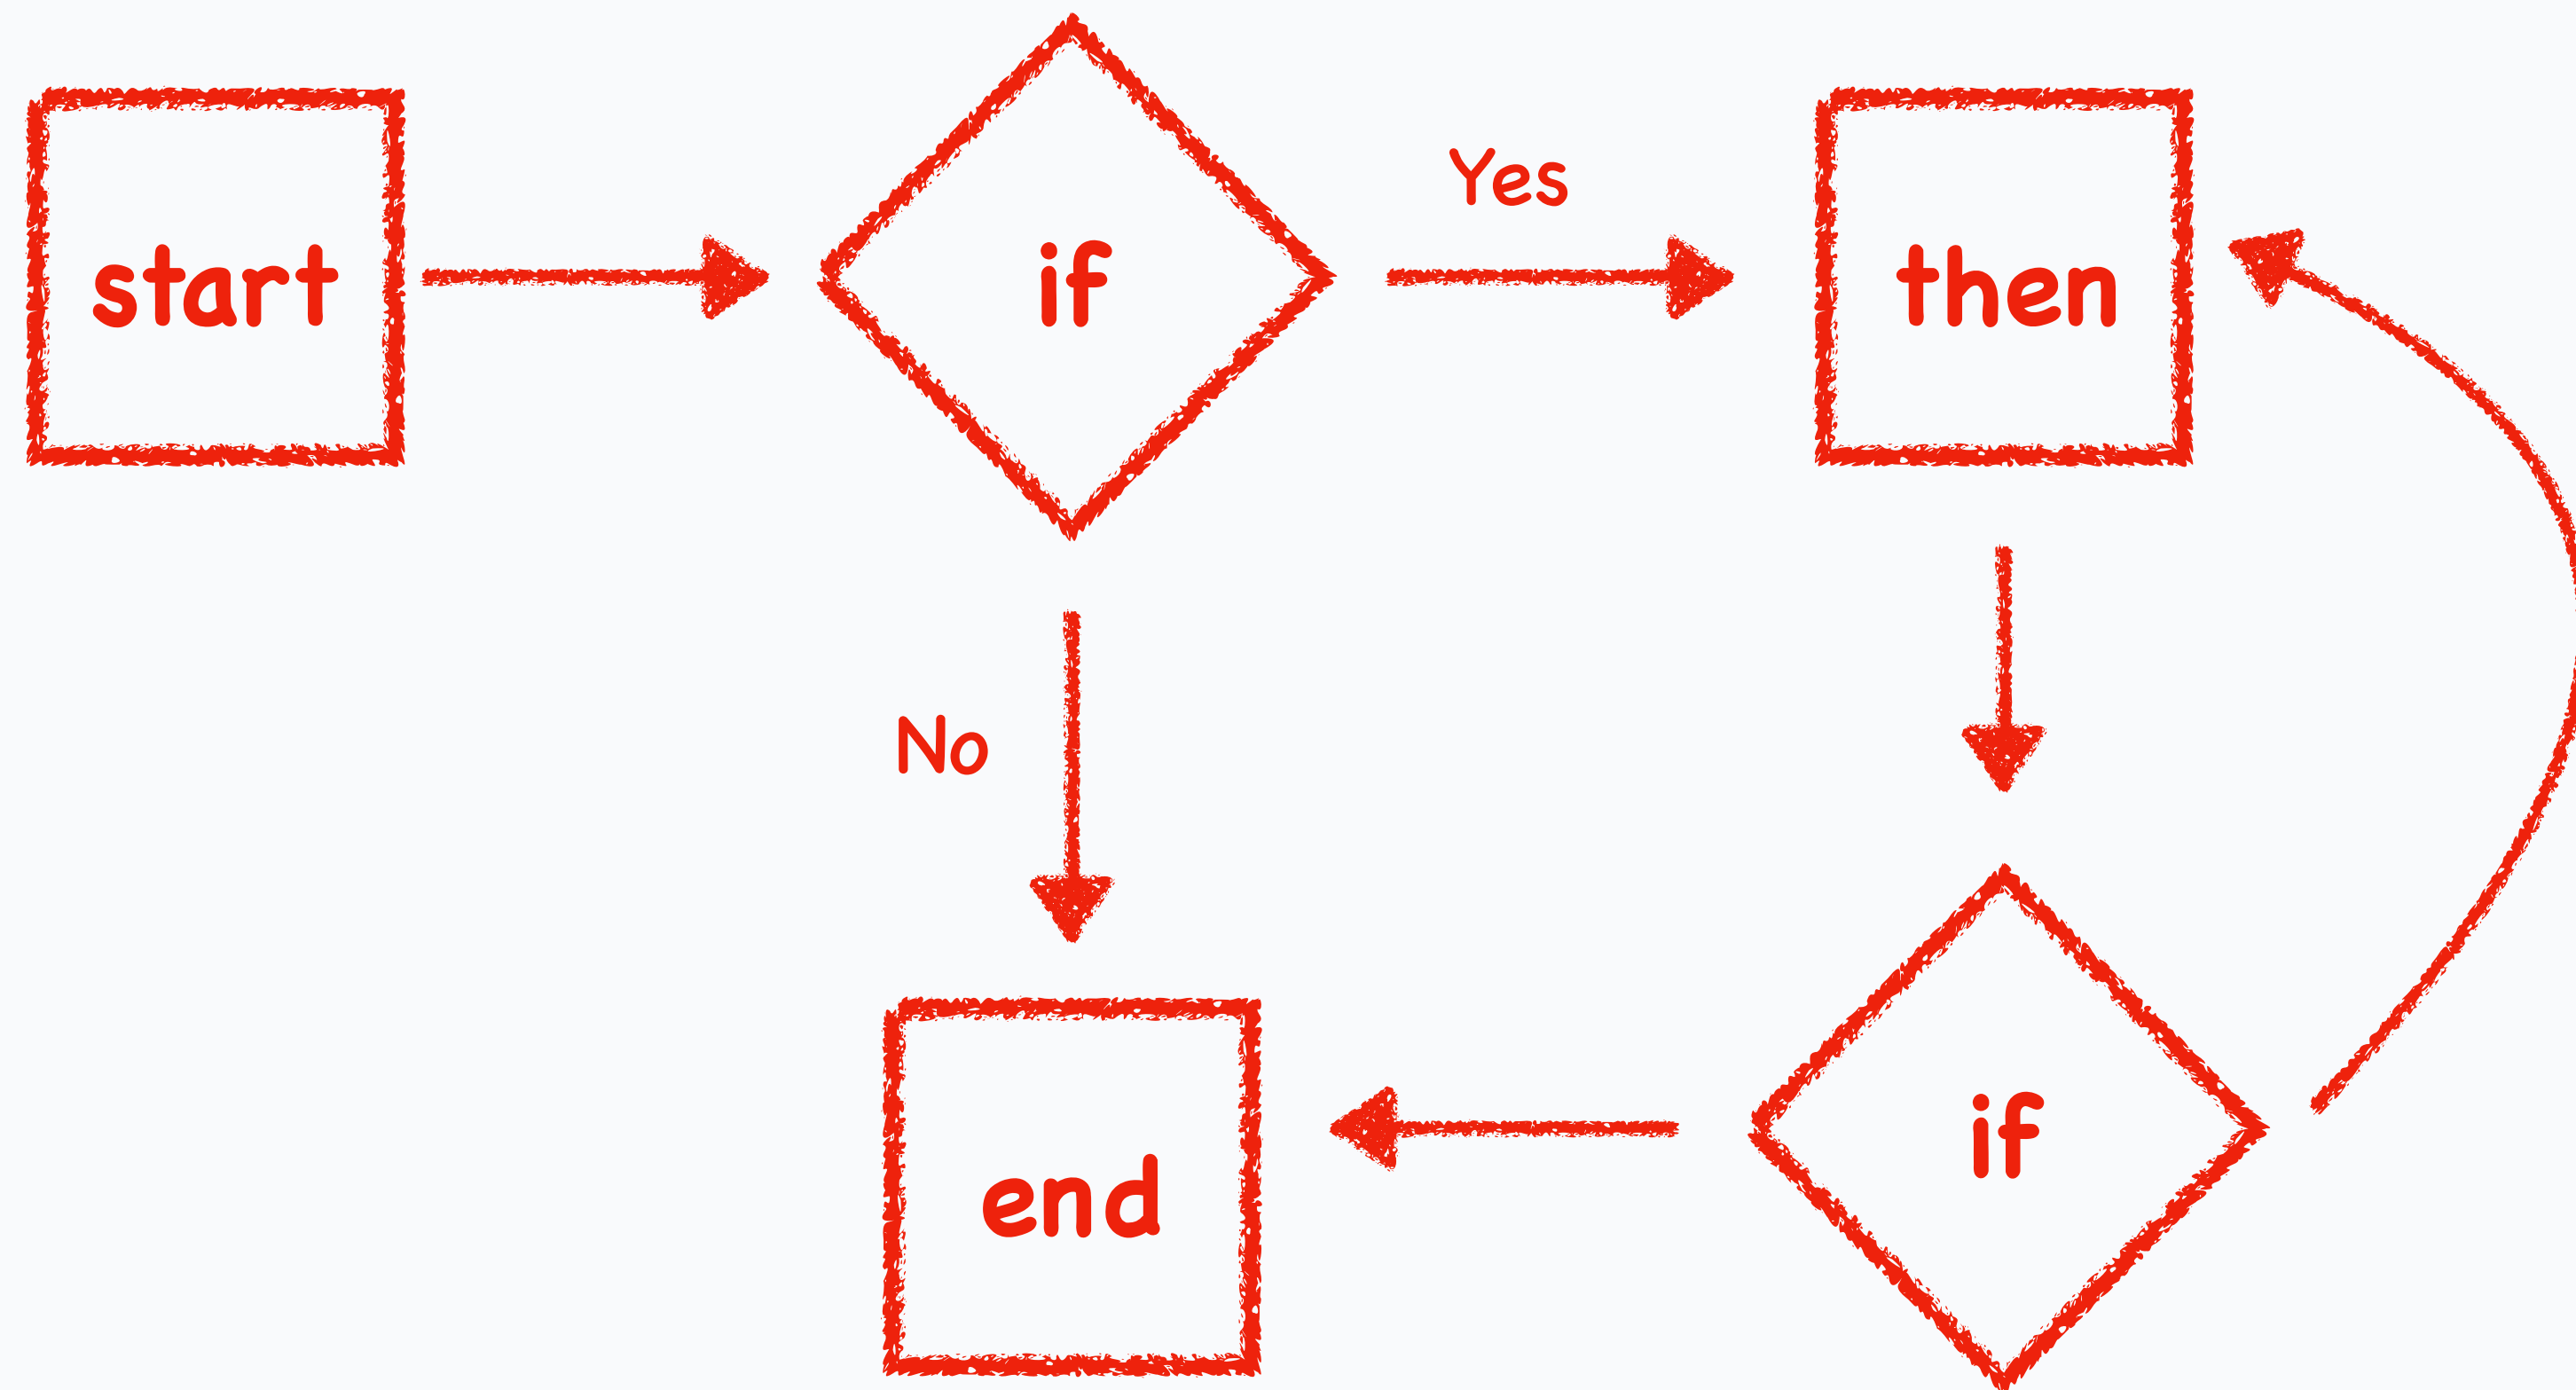 start
if
Yes
then
No
end
if